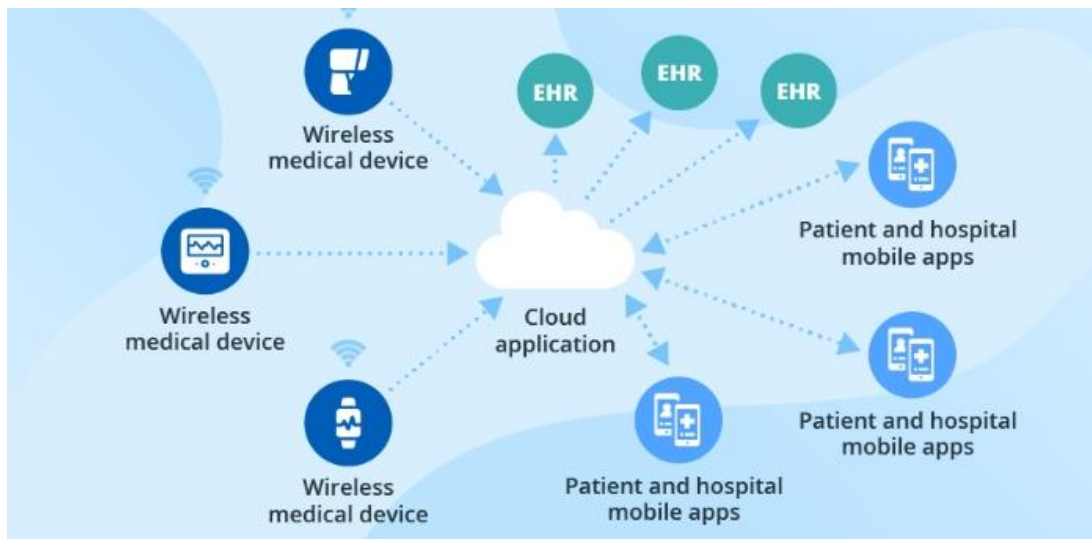 EHR
EHR
EHR
Wireless
medical device
Patient and hospital
mobile apps
Wireless
medical device
Cloud
application
Patient and hospital
mobile apps
Wireless
medical device
Patient and hospital
mobile apps